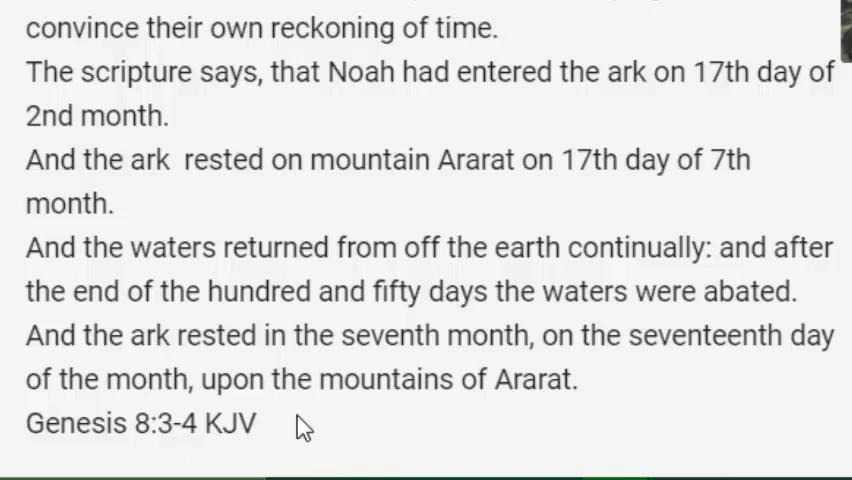 convince their own reckoning of time.
The scripture says, that Noah had entered the ark on 17th day of
2nd month.
And the ark rested on mountain Ararat on 17th day of 7th
month.
And the waters returned from off the earth continually: and after
the end of the hundred and fifty days the waters were abated.
And the ark rested in the seventh month, on the seventeenth day
of the month, upon the mountains of Ararat.
Genesis 8:3-4 KJV